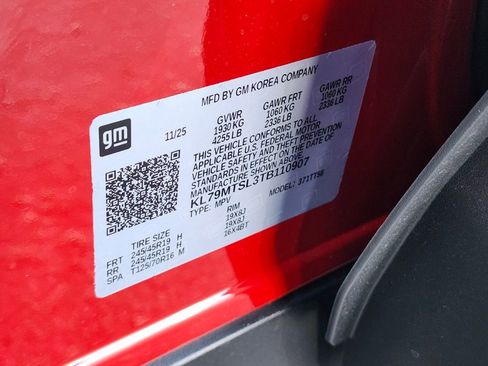 gm
MFD BY GM KOREA COMPANY
11/25
GVWR GAWR FRT GAWR RR
1930 KG 1060 KG 1060 KG
4255 LB 2336 LB 2336 LB
THIS VEHICLE CONFORMS TO ALL
APPLICABLE U.S. FEDERAL MOTOR
VEHICLE SAFETY AND THEFT PREVENTION
STANDARDS IN EFFECT ON THE DATE OF
MANUFACTURE SHOWN ABOVE.
KL79MTSL3TB110907
TYPE: MPV MODEL:
TIRE SIZE RIM
FRT 245/45R19 H 19X8J
RR 245/45R19 H 19X8J
SPA T125/70R16 M 16X4BT